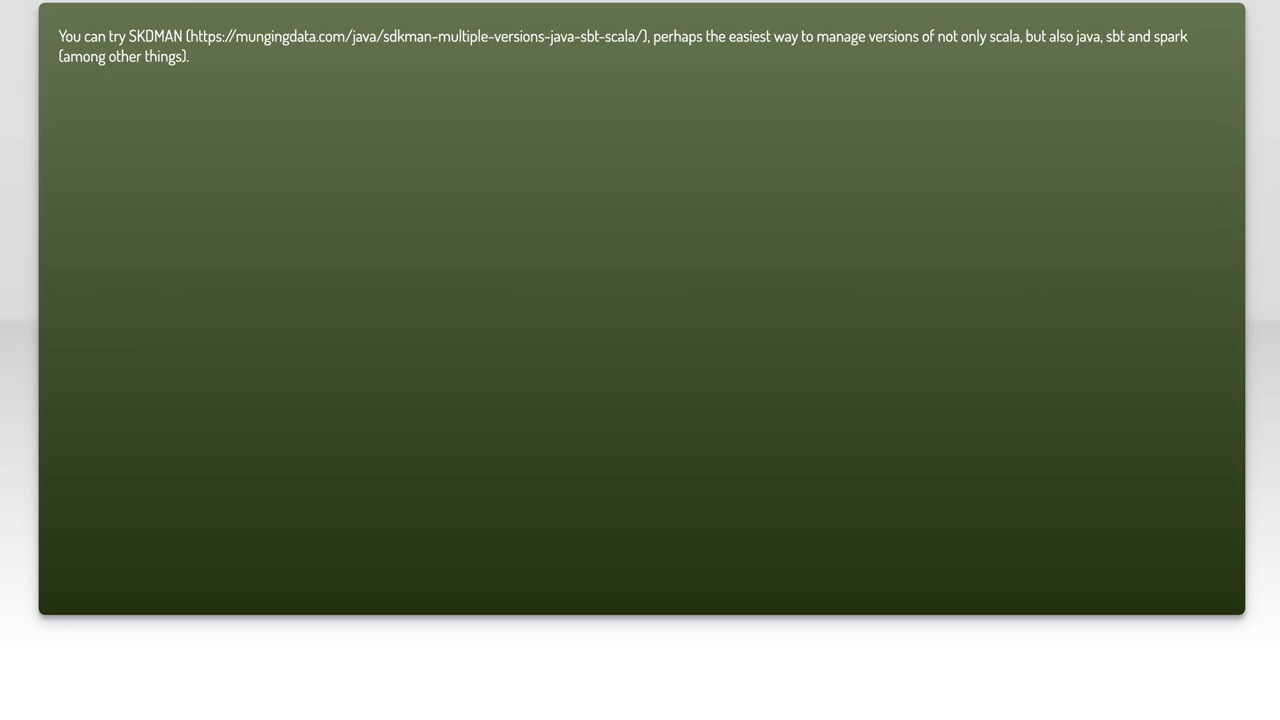 You can try SKDMAN (https://mungingdata.com/java/sdkman-multiple-versions-java-sbt-scala/), perhaps the easiest way to manage versions of not only scala, but also java, sbt and spark
(among other things).